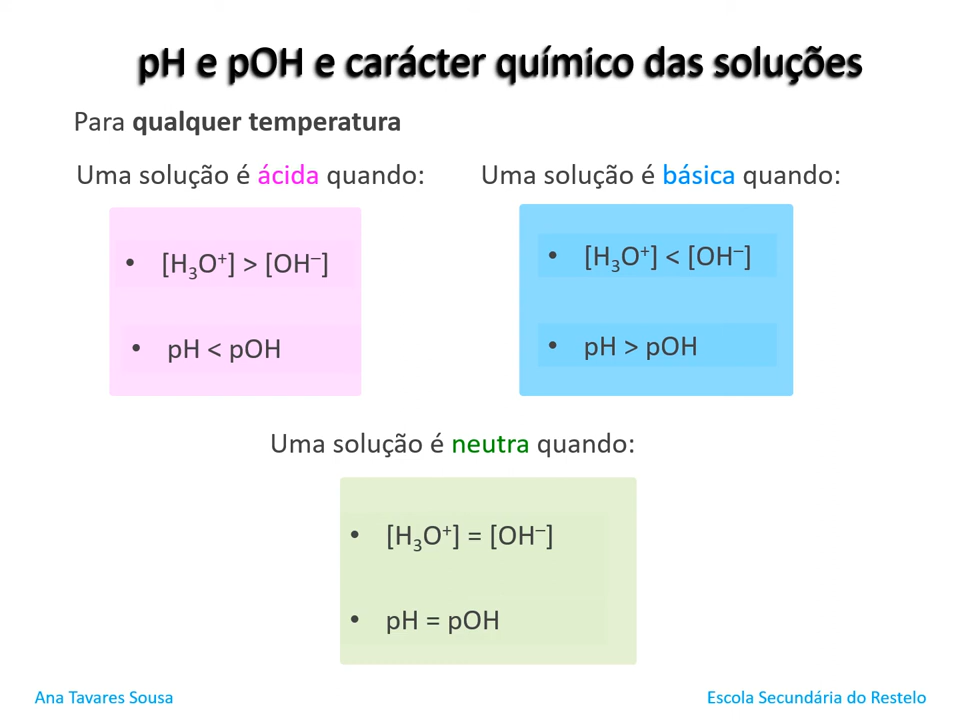 pH e pOH e carácter químico das soluções
Para qualquer temperatura
Uma solução é ácida quando:
• [H₃O⁺] > [OH⁻]
• pH < pOH
Uma solução é básica quando:
• [H₃O⁺] < [OH⁻]
• pH > pOH
Uma solução é neutra quando:
• [H₃O⁺] = [OH⁻]
• pH = pOH
Ana Tavares Sousa
Escola Secundária do Restelo